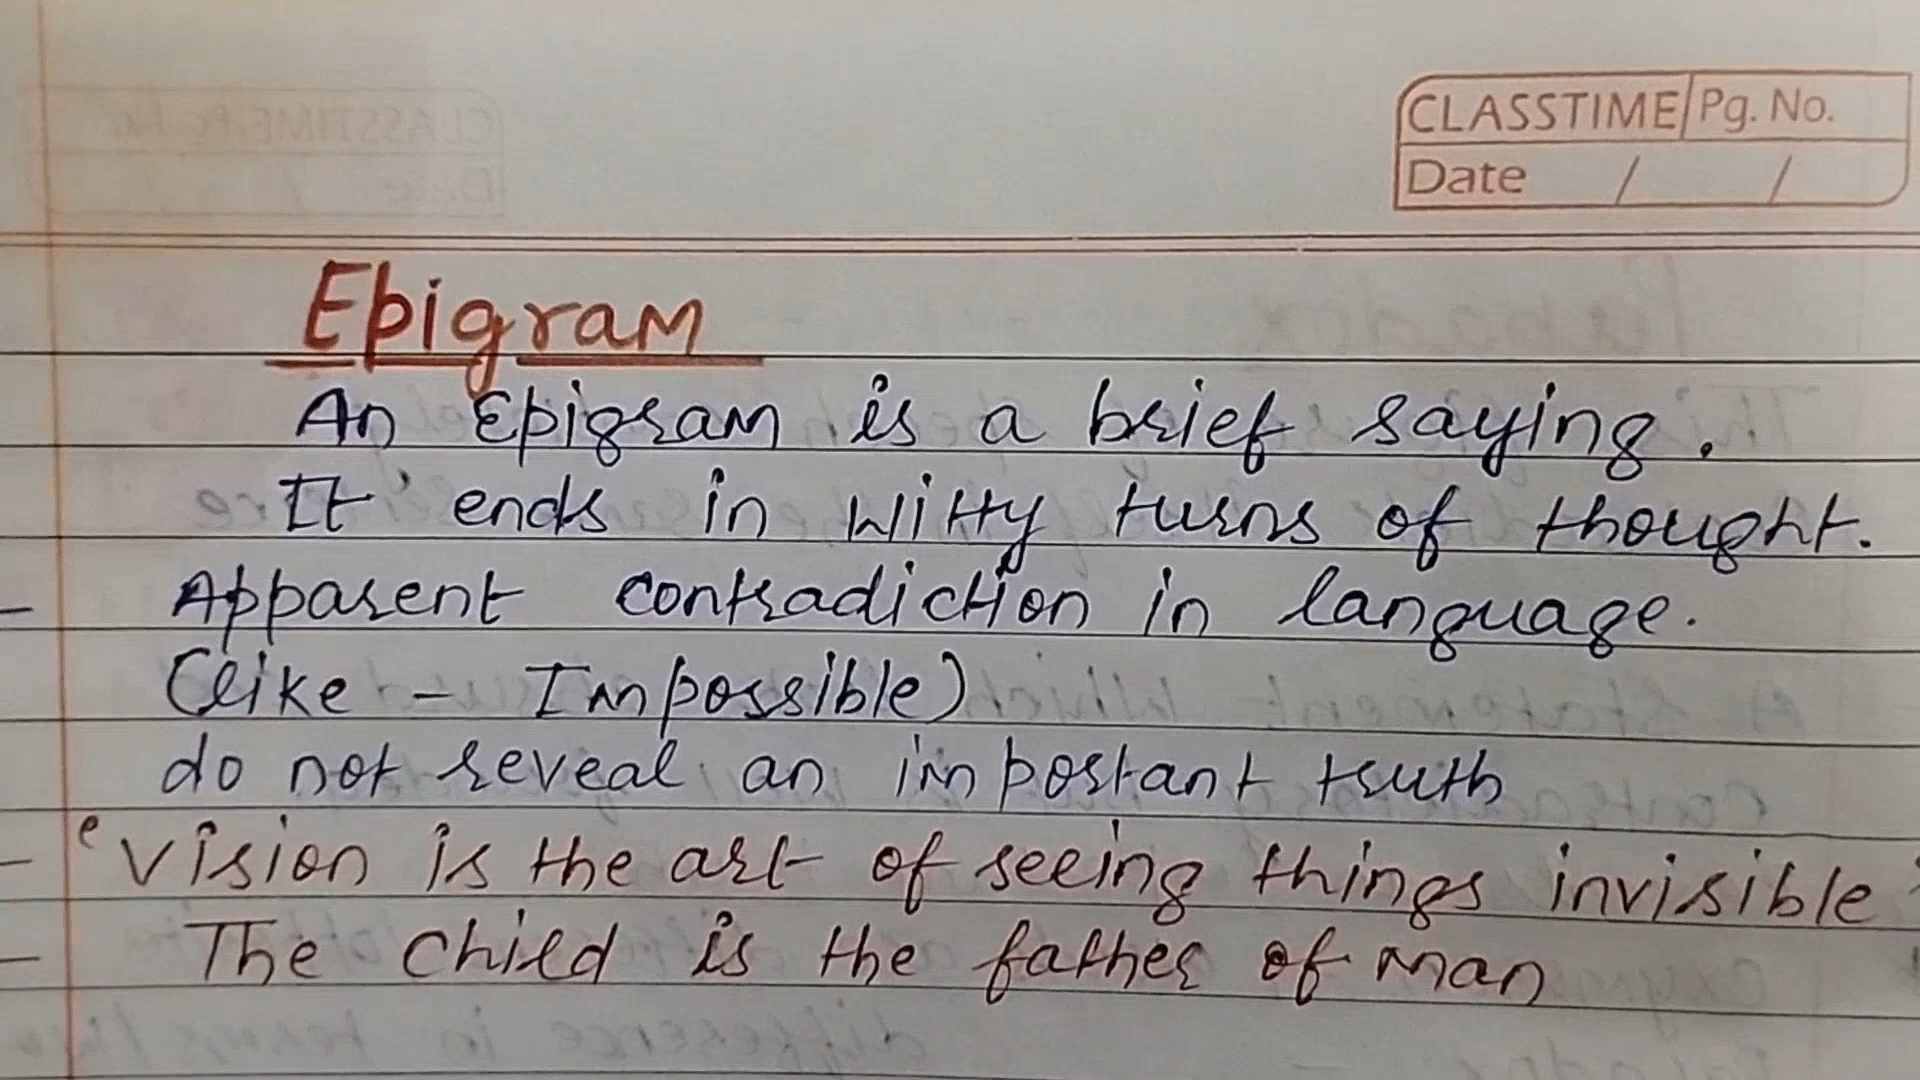 CLASSTIME Pg. No.
Date / /
Epigram
An Epigram is a brief saying.
It ends in witty turns of thought.
- Apparent contradiction in language.
(like - Impossible)
do not reveal an important truth
- Vision is the art of seeing things invisible
- The child is the father of man